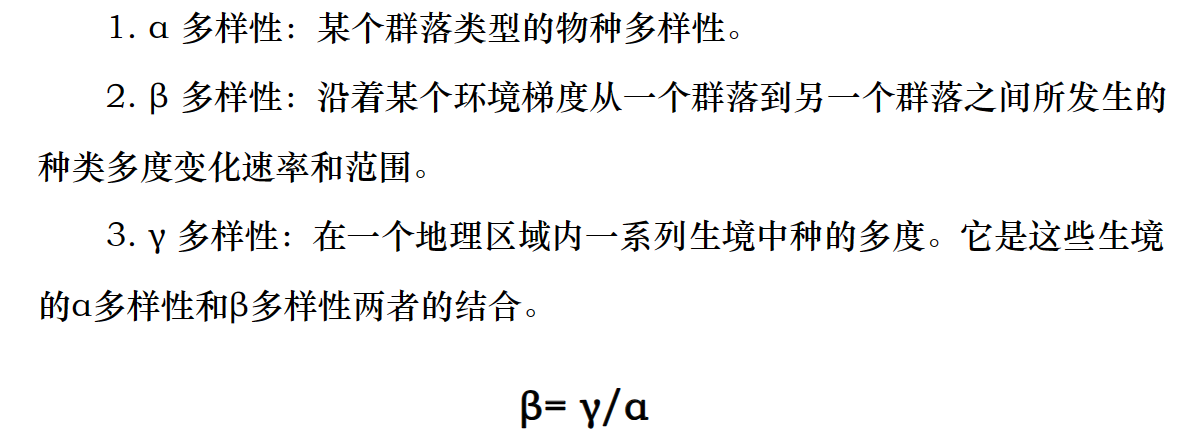 1. α 多样性：某个群落类型的物种多样性。
2. β 多样性：沿着某个环境梯度从一个群落到另一个群落之间所发生的
种类多度变化速率和范围。
3. γ 多样性：在一个地理区域内一系列生境中种的多度。它是这些生境
的α多样性和β多样性两者的结合。
β= γ/α